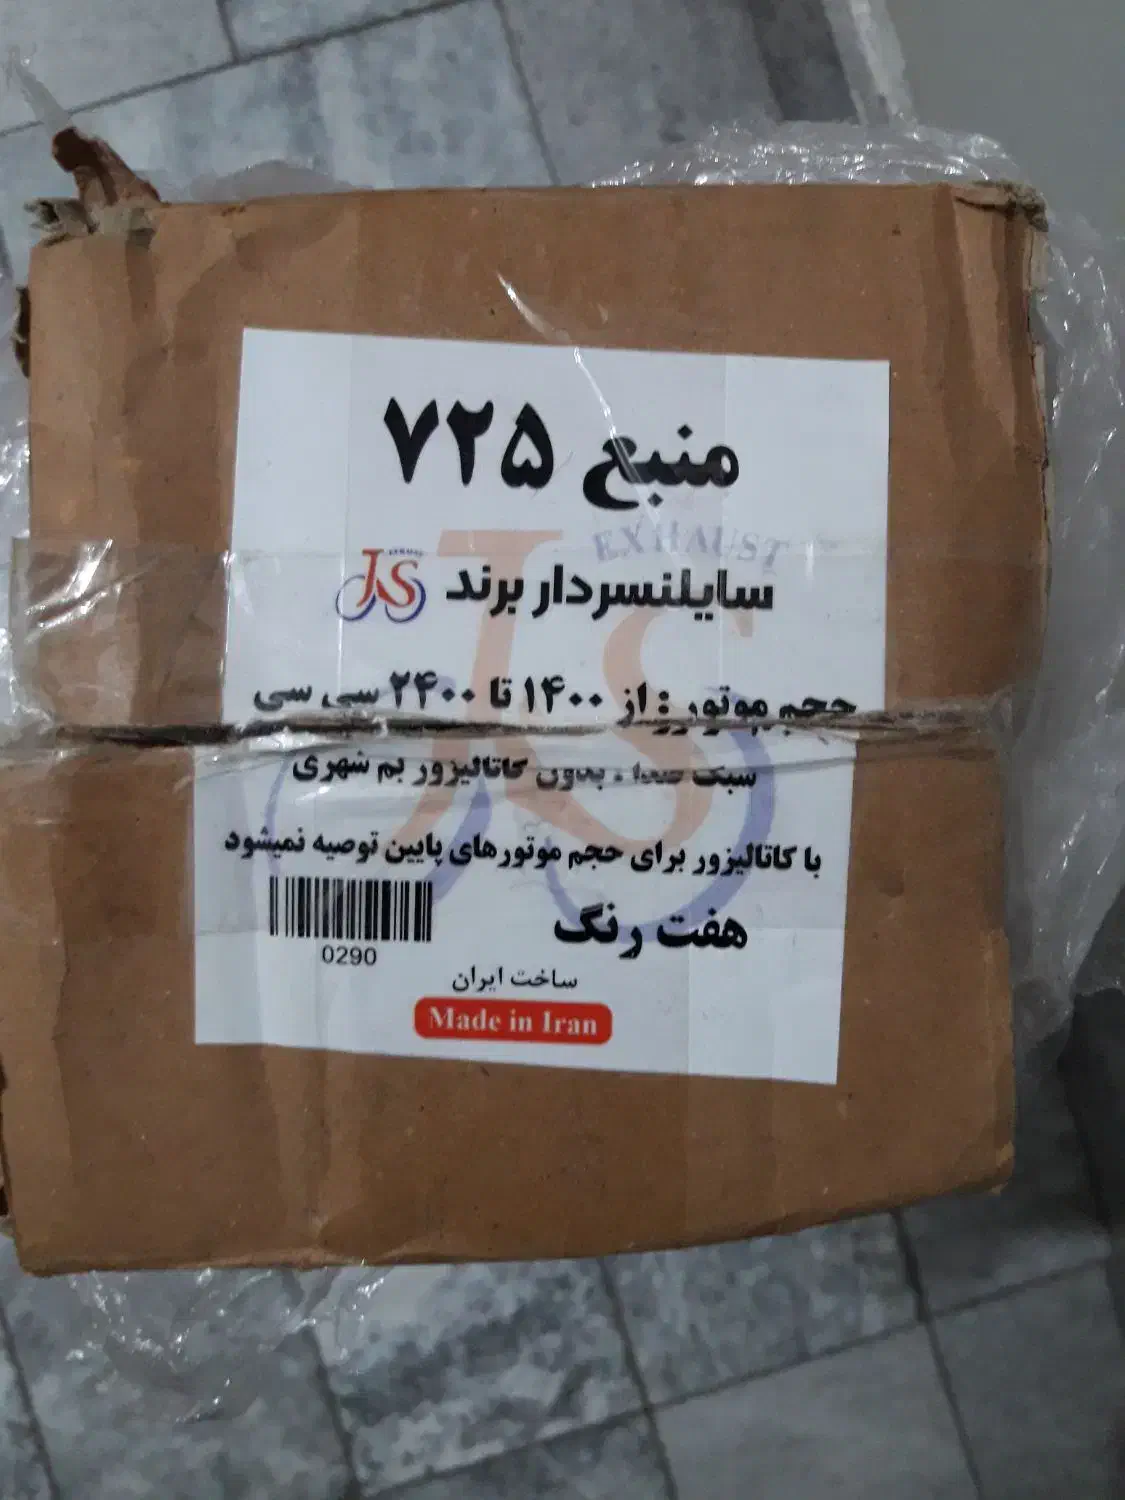 منبع ۷۲۵
EXHAUST
سایلنسردار برند JS
حجم موتور : از ۱۴۰۰ تا ۲۴۰۰ سی سی
سبک صدا : بدون کاتالیزور بم شهری
با کاتالیزور برای حجم موتورهای پایین توصیه نمیشود
هفت رنگ
0290
ساخت ایران
Made in Iran